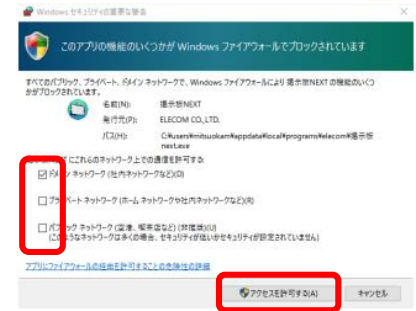 Windows セキュリティの重要な警告
このアプリの機能のいくつかが Windows ファイアウォールでブロックされています
すべてのパブリック、プライベート、ドメイン ネットワークで、Windows ファイアウォールにより 掲示板NEXT の機能のいくつ
かがブロックされています。
名前(N): 掲示板NEXT
発行元(P): ELECOM CO.,LTD.
パス(H): C:¥users¥mitsuokam¥appdata¥local¥programs¥elecom¥掲示板
next.exe
にこれらのネットワーク上での通信を許可する:
ドメイン ネットワーク (社内ネットワークなど)(D)
プライベート ネットワーク (ホーム ネットワークや社内ネットワークなど)(R)
パブリック ネットワーク (空港、喫茶店など) (非推奨)(U)
(このようなネットワークは多くの場合、セキュリティが低いかセキュリティが設定されていません)
アプリにファイアウォールの経由を許可することの危険性の詳細
アクセスを許可する(A)
キャンセル